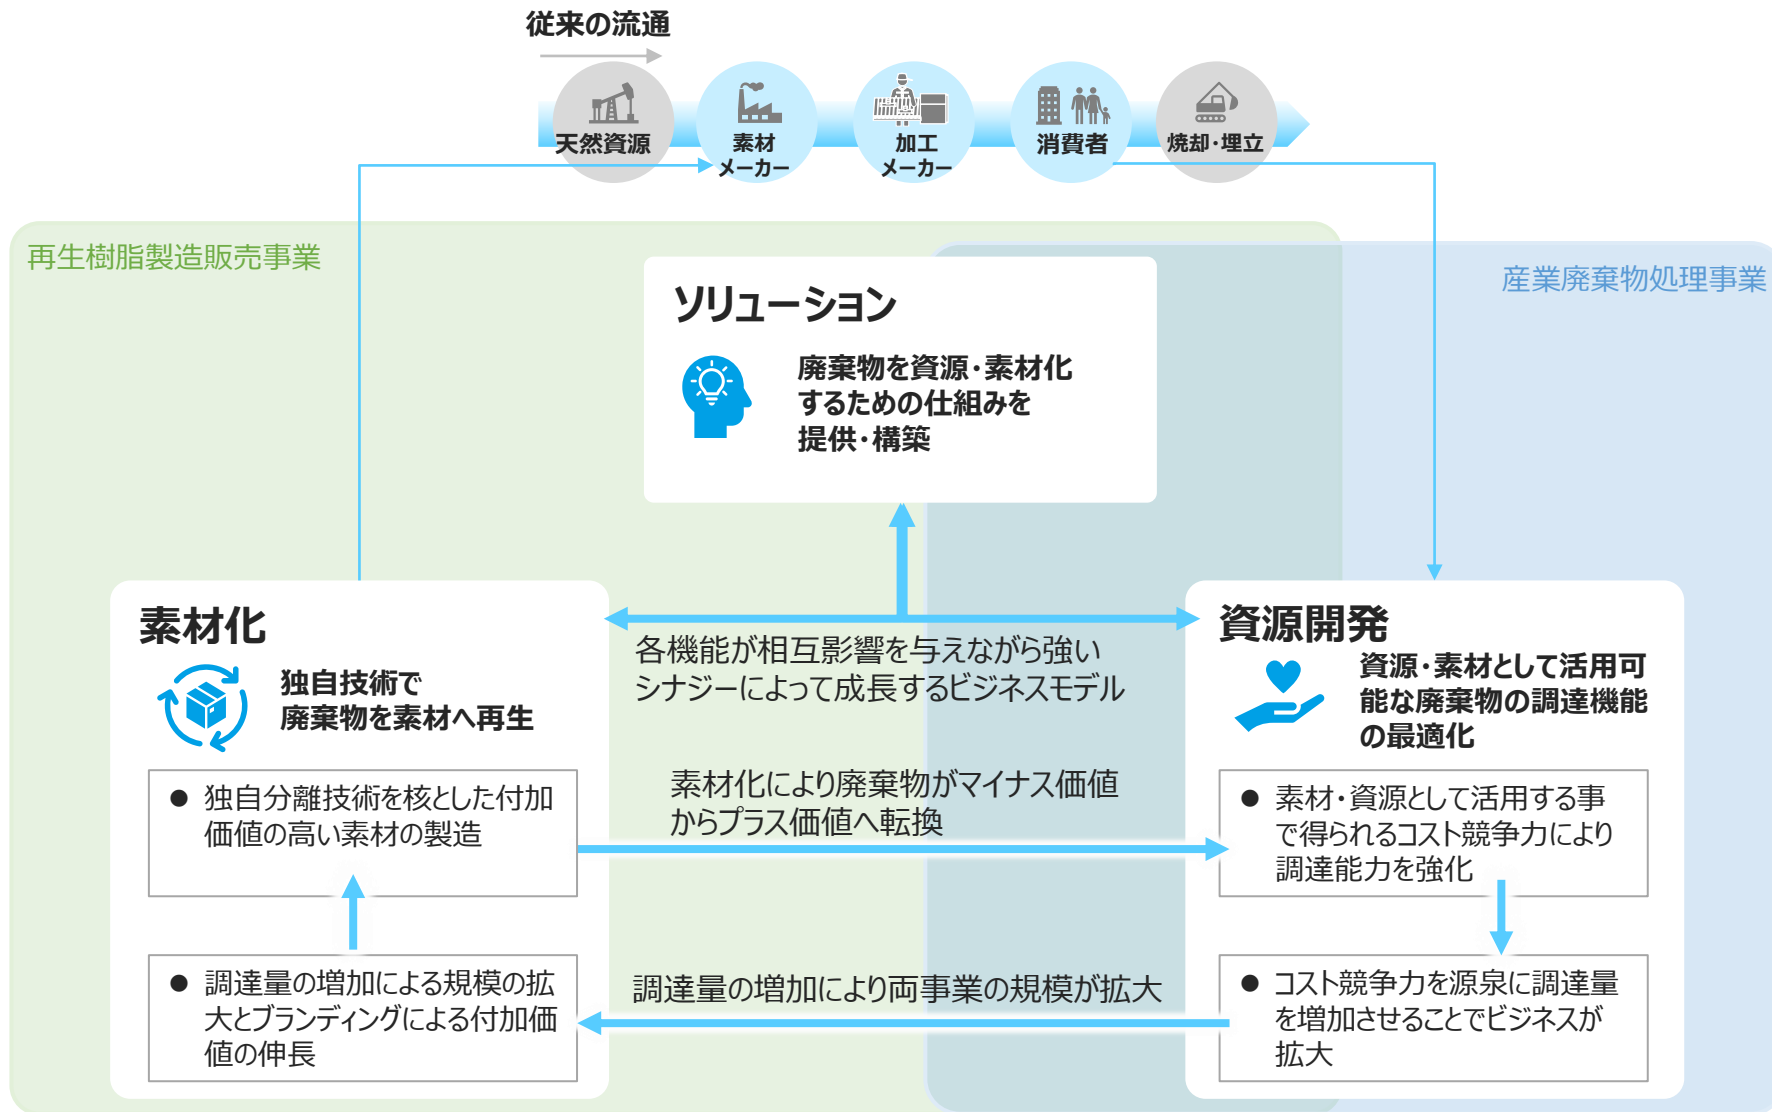 従来の流通
天然資源
素材
メーカー
加工
メーカー
消費者
焼却・埋立
再生樹脂製造販売事業
産業廃棄物処理事業
ソリューション
廃棄物を資源・素材化
するための仕組みを
提供・構築
素材化
独自技術で
廃棄物を素材へ再生
● 独自分離技術を核とした付加
価値の高い素材の製造
● 調達量の増加による規模の拡
大とブランディングによる付加価
値の伸長
各機能が相互影響を与えながら強い
シナジーによって成長するビジネスモデル
素材化により廃棄物がマイナス価値
からプラス価値へ転換
調達量の増加により両事業の規模が拡大
資源開発
資源・素材として活用可
能な廃棄物の調達機能
の最適化
● 素材・資源として活用する事
で得られるコスト競争力により
調達能力を強化
● コスト競争力を源泉に調達量
を増加させることでビジネスが
拡大